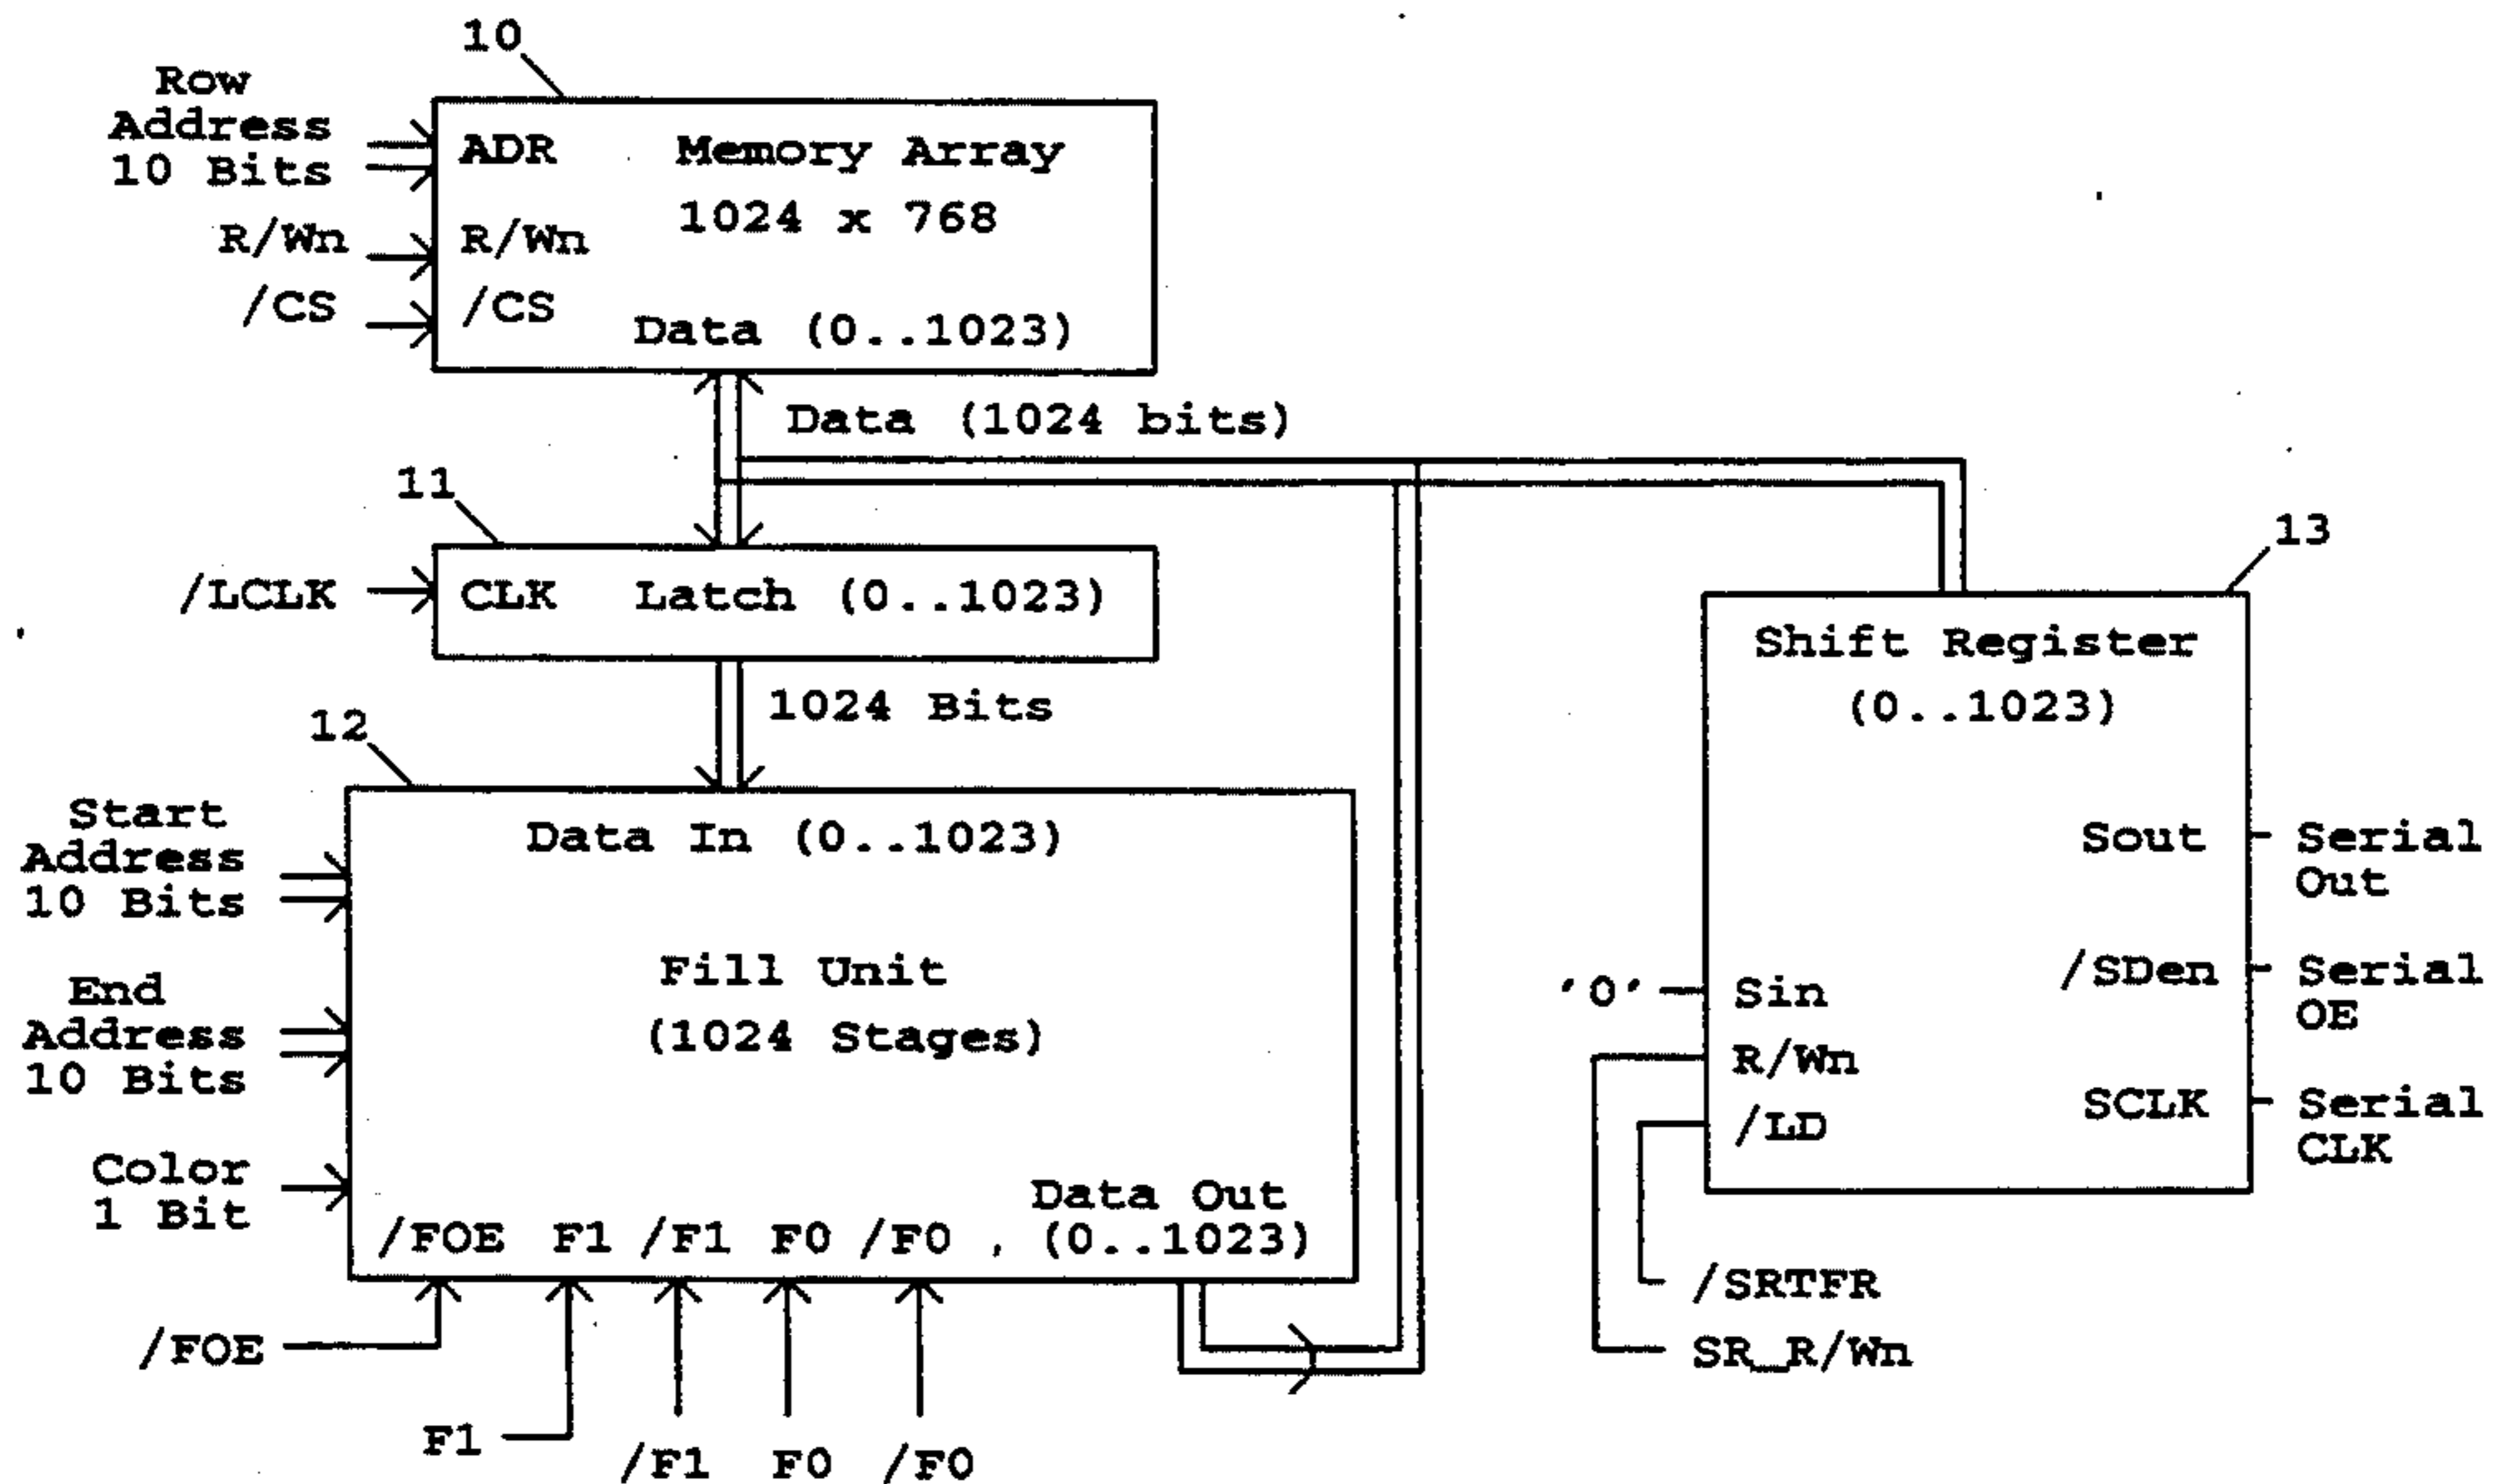 10
Row
Address
10 Bits
ADR
Memory Array
1024 x 768
R/Wn
R/Wn
/CS
/CS
Data (0..1023)
Data (1024 bits)
11
/LCLK
CLK
Latch (0..1023)
1024 Bits
12
Start
Address
10 Bits
Data In (0..1023)
Fill Unit
(1024 Stages)
End
Address
10 Bits
Color
1 Bit
Data Out
(0..1023)
/FOE
F1
/F1
F0
/F0
/FOE
F1
/F1
F0
/F0
13
Shift Register
(0..1023)
Sout
Serial
Out
/SDen
Serial
OE
'0'
Sin
R/Wn
/LD
SCLK
Serial
CLK
/SRTFR
SR_R/Wn